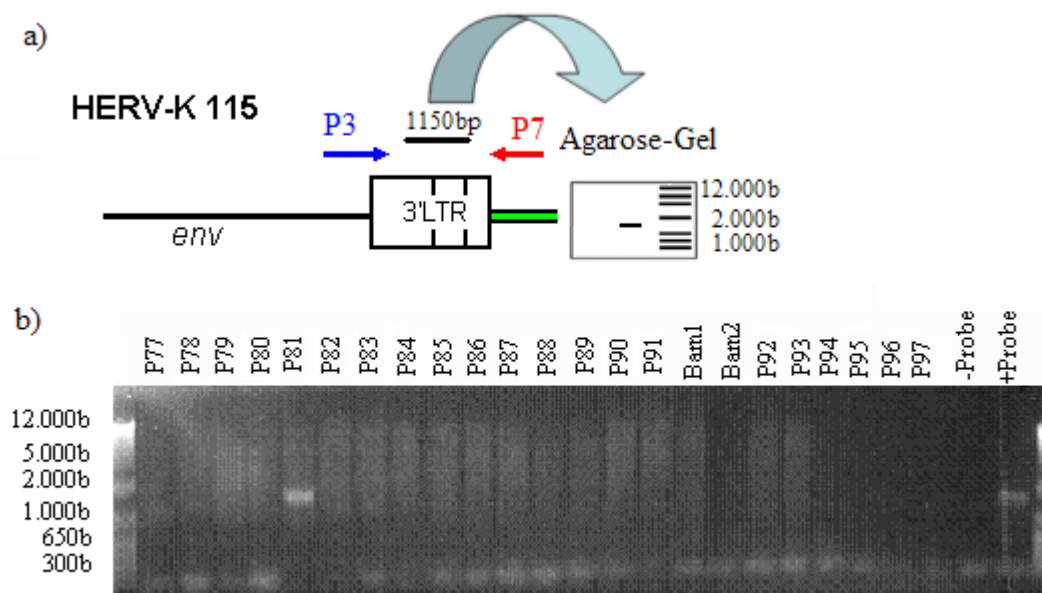 a)
HERV-K 115
P3
1150bp
P7
Agarose-Gel
3'LTR
env
12.000b
2.000b
1.000b
b)
P77 P78 P79 P80 P81 P82 P83 P84 P85 P86 P87 P88 P89 P90 P91 Bam1 Bam2 P92 P93 P94 P95 P96 P97 -Probe +Probe
12.000b
5.000b
2.000b
1.000b
650b
300b